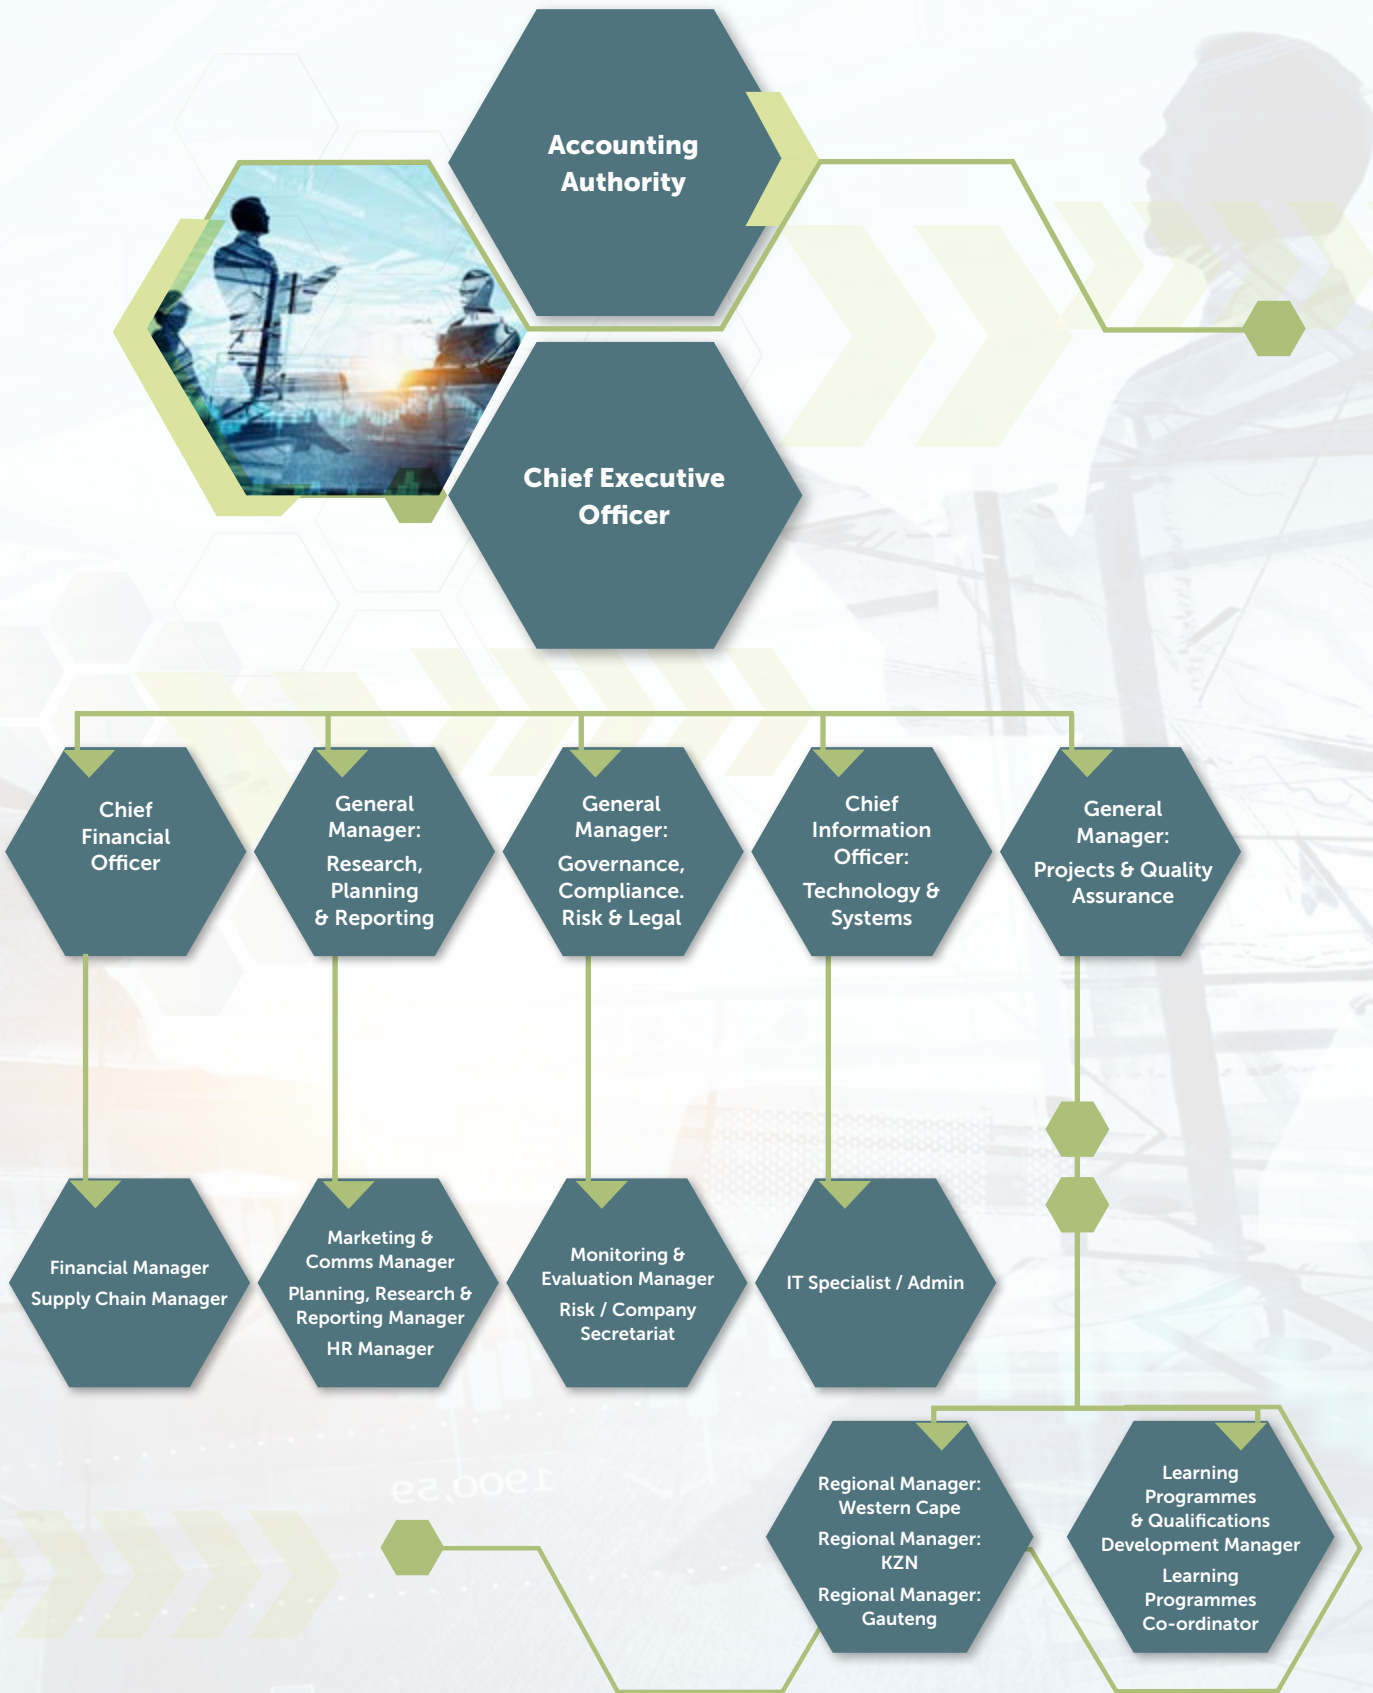 Accounting
Authority
Chief Executive
Officer
Chief
Financial
Officer
General
Manager:
Research,
Planning
& Reporting
General
Manager:
Governance,
Compliance.
Risk & Legal
Chief
Information
Officer:
Technology &
Systems
General
Manager:
Projects & Quality
Assurance
Financial Manager
Supply Chain Manager
Marketing &
Comms Manager
Planning, Research &
Reporting Manager
HR Manager
Monitoring &
Evaluation Manager
Risk / Company
Secretariat
IT Specialist / Admin
Regional Manager:
Western Cape
Regional Manager:
KZN
Regional Manager:
Gauteng
Learning
Programmes
& Qualifications
Development Manager
Learning
Programmes
Co-ordinator
1900,59